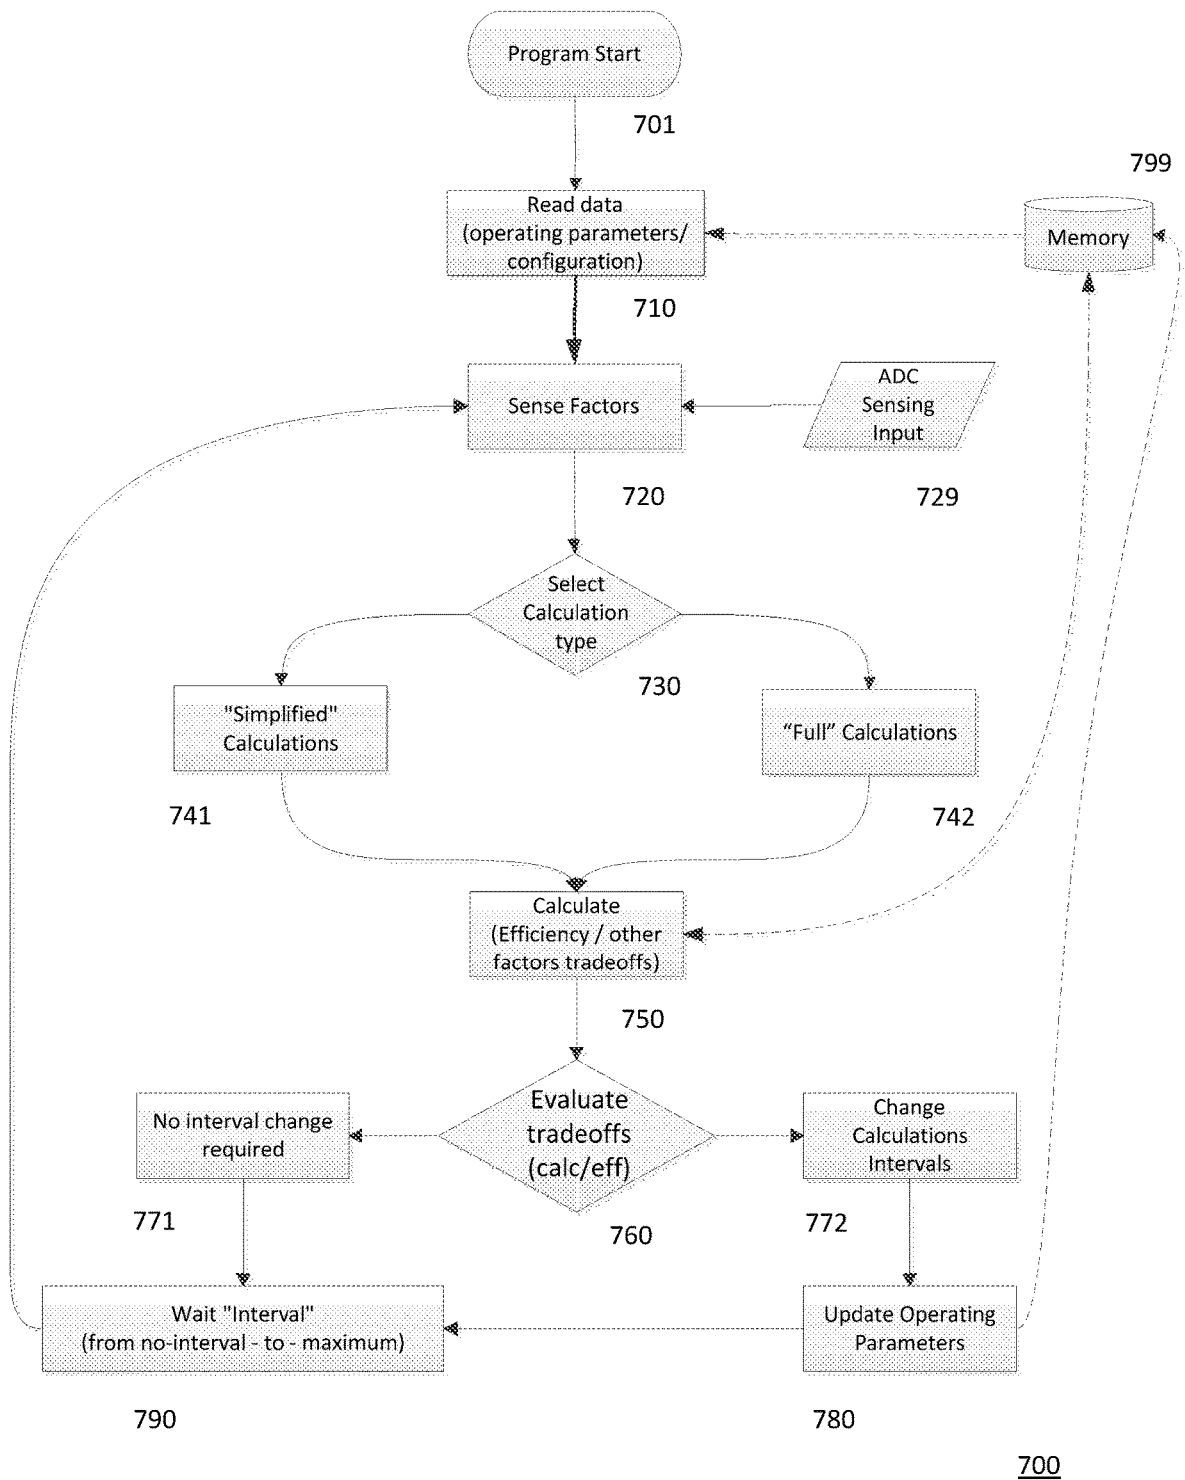 Program Start
701
799
Read data
(operating parameters/
configuration)
Memory
710
Sense Factors
ADC
Sensing
Input
720
729
Select
Calculation
type
730
"Simplified"
Calculations
“Full” Calculations
741
742
Calculate
(Efficiency / other
factors tradeoffs)
750
No interval change
required
Evaluate
tradeoffs
(calc/eff)
Change
Calculations
Intervals
771
760
772
Wait "Interval"
(from no-interval - to - maximum)
Update Operating
Parameters
790
780
700